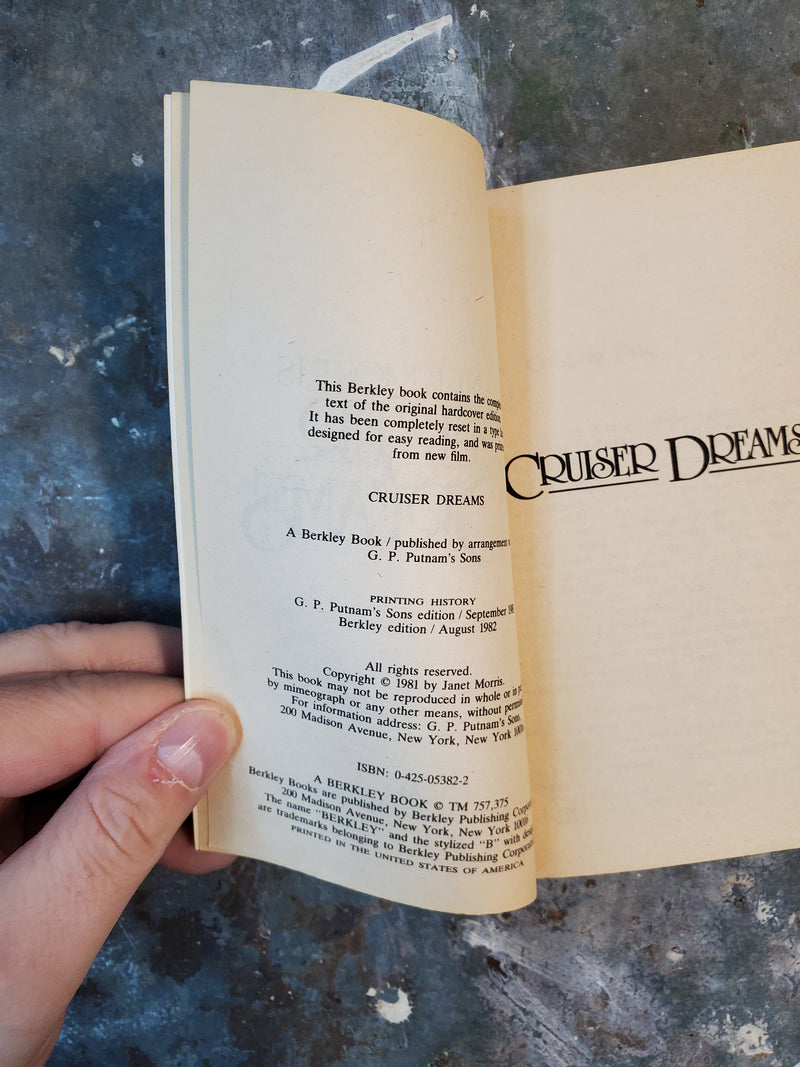 This Berkley book contains the
text of the original hardcover edition.
It has been completely reset in a type
designed for easy reading, and was
from new film.
CRUISER DREAMS
A Berkley Book / published by arrangement
G. P. Putnam's Sons
PRINTING HISTORY
G. P. Putnam's Sons edition / September
Berkley edition / August 1982
All rights reserved.
Copyright © 1981 by Janet Morris.
This book may not be reproduced in whole or in
by mimeograph or any other means, without
For information address: G. P. Putnam's Sons,
200 Madison Avenue, New York, New York
ISBN: 0-425-05382-2
A BERKLEY BOOK © TM 757,375
Berkley Books are published by Berkley Publishing
200 Madison Avenue, New York, New York
The name "BERKLEY" and the stylized "B" with
are trademarks belonging to Berkley Publishing
PRINTED IN THE UNITED STATES OF AMERICA
CRUISER DREAMS